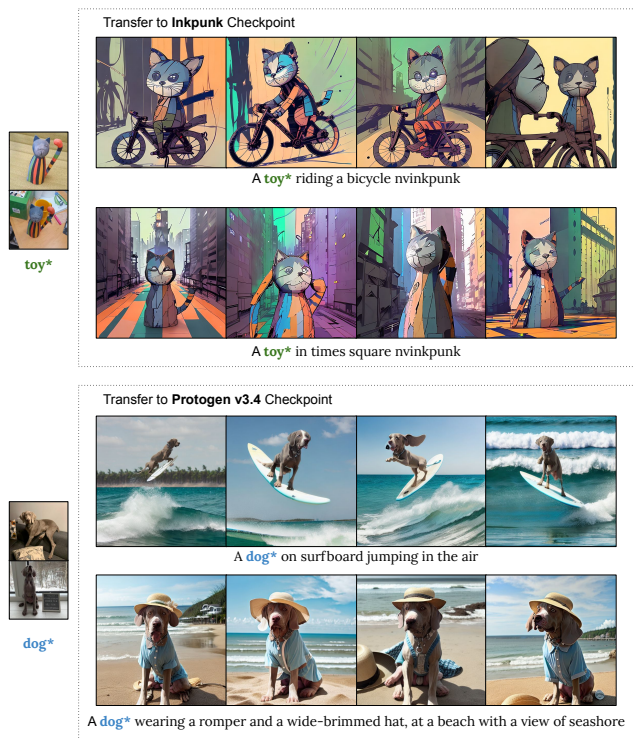 Transfer to Inkpunk Checkpoint
A toy* riding a bicycle nvinkpunk
toy*
A toy* in times square nvinkpunk
Transfer to Protogen v3.4 Checkpoint
A dog* on surfboard jumping in the air
dog*
A dog* wearing a romper and a wide-brimmed hat, at a beach with a view of seashore